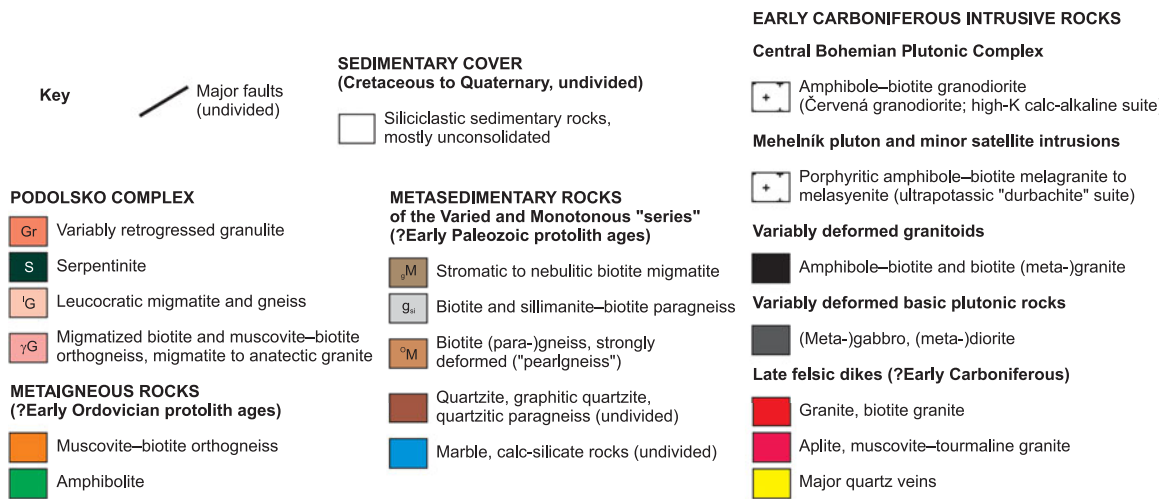 Key
Major faults
(undivided)
SEDIMENTARY COVER
(Cretaceous to Quaternary, undivided)
Siliciclastic sedimentary rocks,
mostly unconsolidated
PODOLSKO COMPLEX
Gr Variably retrogressed granulite
S Serpentinite
lG Leucocratic migmatite and gneiss
γG Migmatized biotite and muscovite–biotite
orthogneiss, migmatite to anatectic granite
METAIGNEOUS ROCKS
(?Early Ordovician protolith ages)
Muscovite–biotite orthogneiss
Amphibolite
METASEDIMENTARY ROCKS
of the Varied and Monotonous "series"
(?Early Paleozoic protolith ages)
gM Stromatic to nebulitic biotite migmatite
gsi Biotite and sillimanite–biotite paragneiss
OM Biotite (para-)gneiss, strongly
deformed ("pearlgneiss")
Quartzite, graphitic quartzite,
quartzitic paragneiss (undivided)
Marble, calc-silicate rocks (undivided)
EARLY CARBONIFEROUS INTRUSIVE ROCKS
Central Bohemian Plutonic Complex
Amphibole–biotite granodiorite
(Červená granodiorite; high-K calc-alkaline suite
Mehelník pluton and minor satellite intrusions
Porphyritic amphibole–biotite melagranite to
melasyenite (ultrapotassic "durbachite" suite)
Variably deformed granitoids
Amphibole–biotite and biotite (meta-)granite
Variably deformed basic plutonic rocks
(Meta-)gabbro, (meta-)diorite
Late felsic dikes (?Early Carboniferous)
Granite, biotite granite
Aplite, muscovite–tourmaline granite
Major quartz veins